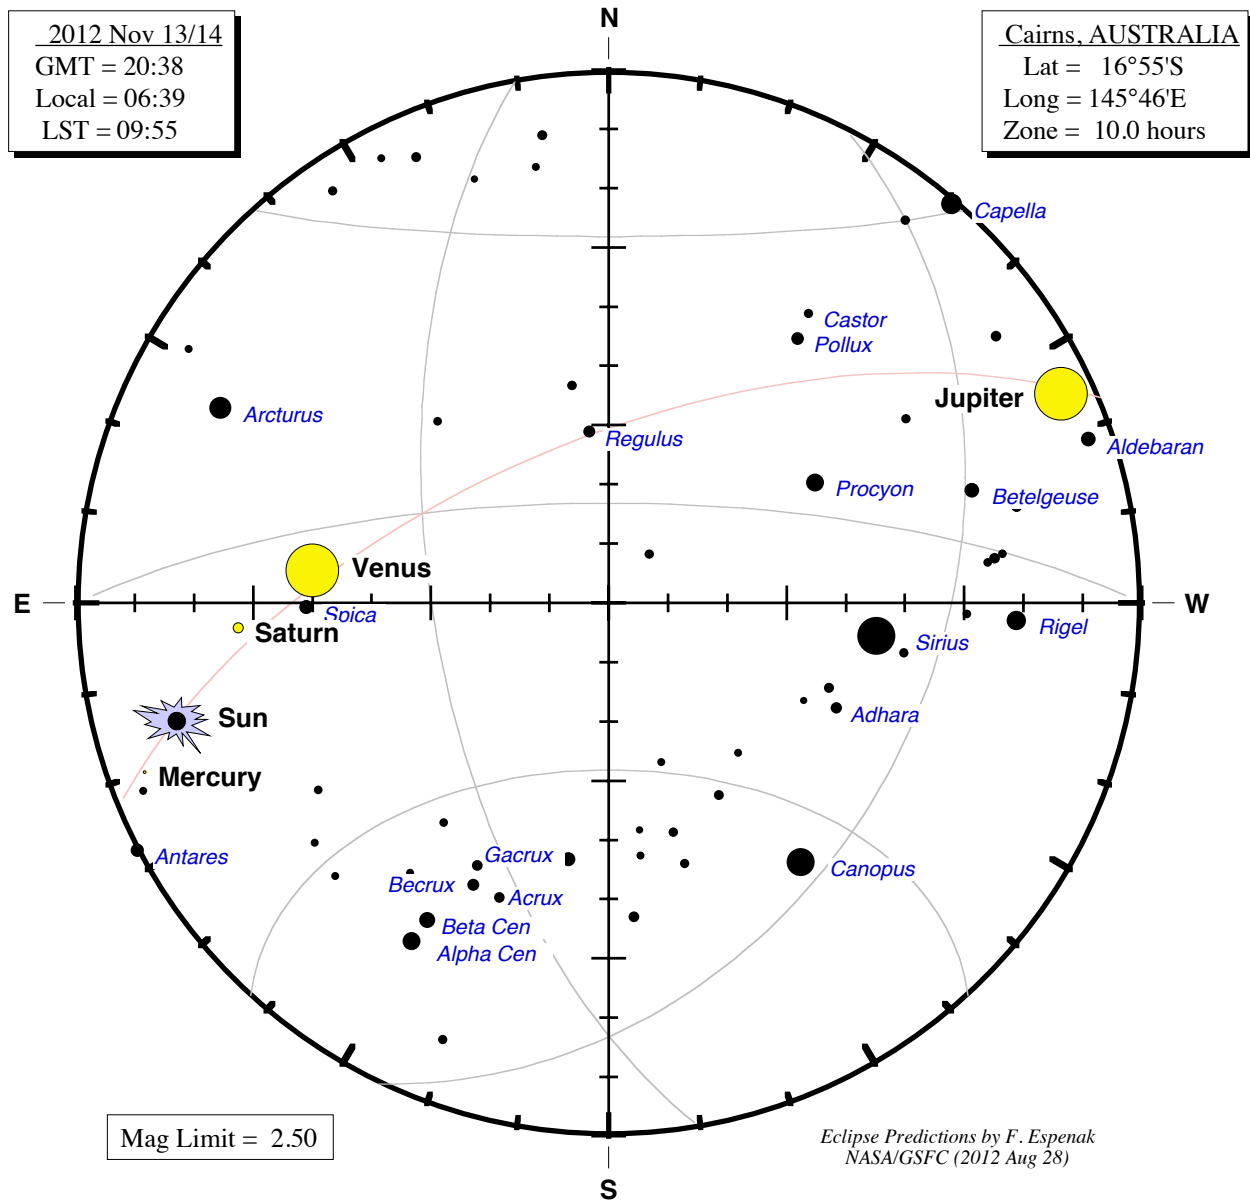 N
2012 Nov 13/14
GMT = 20:38
Local = 06:39
LST = 09:55
Cairns, AUSTRALIA
Lat = 16°55'S
Long = 145°46'E
Zone = 10.0 hours
Capella
Castor
Pollux
Jupiter
Arcturus
Regulus
Aldebaran
Procyon
Betelgeuse
Venus
E
W
Spica
Saturn
Rigel
Sirius
Sun
Adhara
Mercury
Antares
Gacrux
Canopus
Becrux
Acrux
Beta Cen
Alpha Cen
Mag Limit = 2.50
Eclipse Predictions by F. Espenak
NASA/GSFC (2012 Aug 28)
S